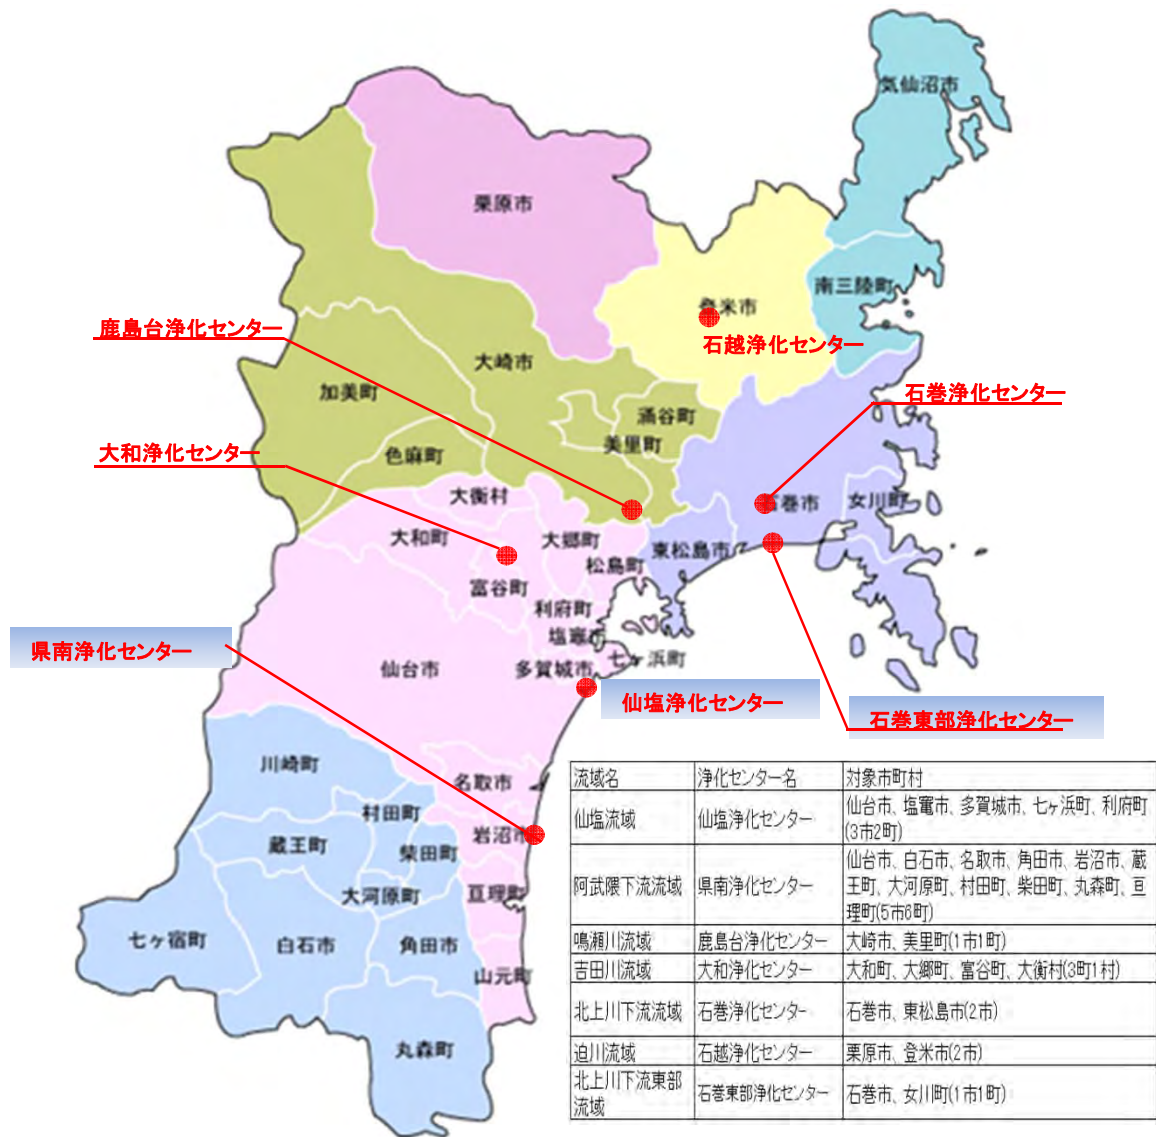 気仙沼市
栗原市
南三陸町
登米市
鹿島台浄化センター
石越浄化センター
大崎市
加美町
石巻浄化センター
涌谷町
美里町
大和浄化センター
色麻町
大衡村
石巻市
女川町
大和町
大郷町
東松島市
松島町
富谷町
利府町
塩竈市
県南浄化センター
仙台市
多賀城市
七ヶ浜町
仙塩浄化センター
石巻東部浄化センター
川崎町
名取市
村田町
岩沼市
蔵王町
柴田町
大河原町
亘理町
七ヶ宿町
白石市
角田市
山元町
丸森町
流域名 浄化センター名 対象市町村
仙塩流域 仙塩浄化センター 仙台市、塩竈市、多賀城市、七ヶ浜町、利府町
(3市2町)
阿武隈下流流域 県南浄化センター 仙台市、白石市、名取市、角田市、岩沼市、蔵
王町、大河原町、村田町、柴田町、丸森町、亘
理町(5市6町)
鳴瀬川流域 鹿島台浄化センター 大崎市、美里町(1市1町)
吉田川流域 大和浄化センター 大和町、大郷町、富谷町、大衡村(3町1村)
北上川下流流域 石巻浄化センター 石巻市、東松島市(2市)
迫川流域 石越浄化センター 栗原市、登米市(2市)
北上川下流東部
流域 石巻東部浄化センター 石巻市、女川町(1市1町)